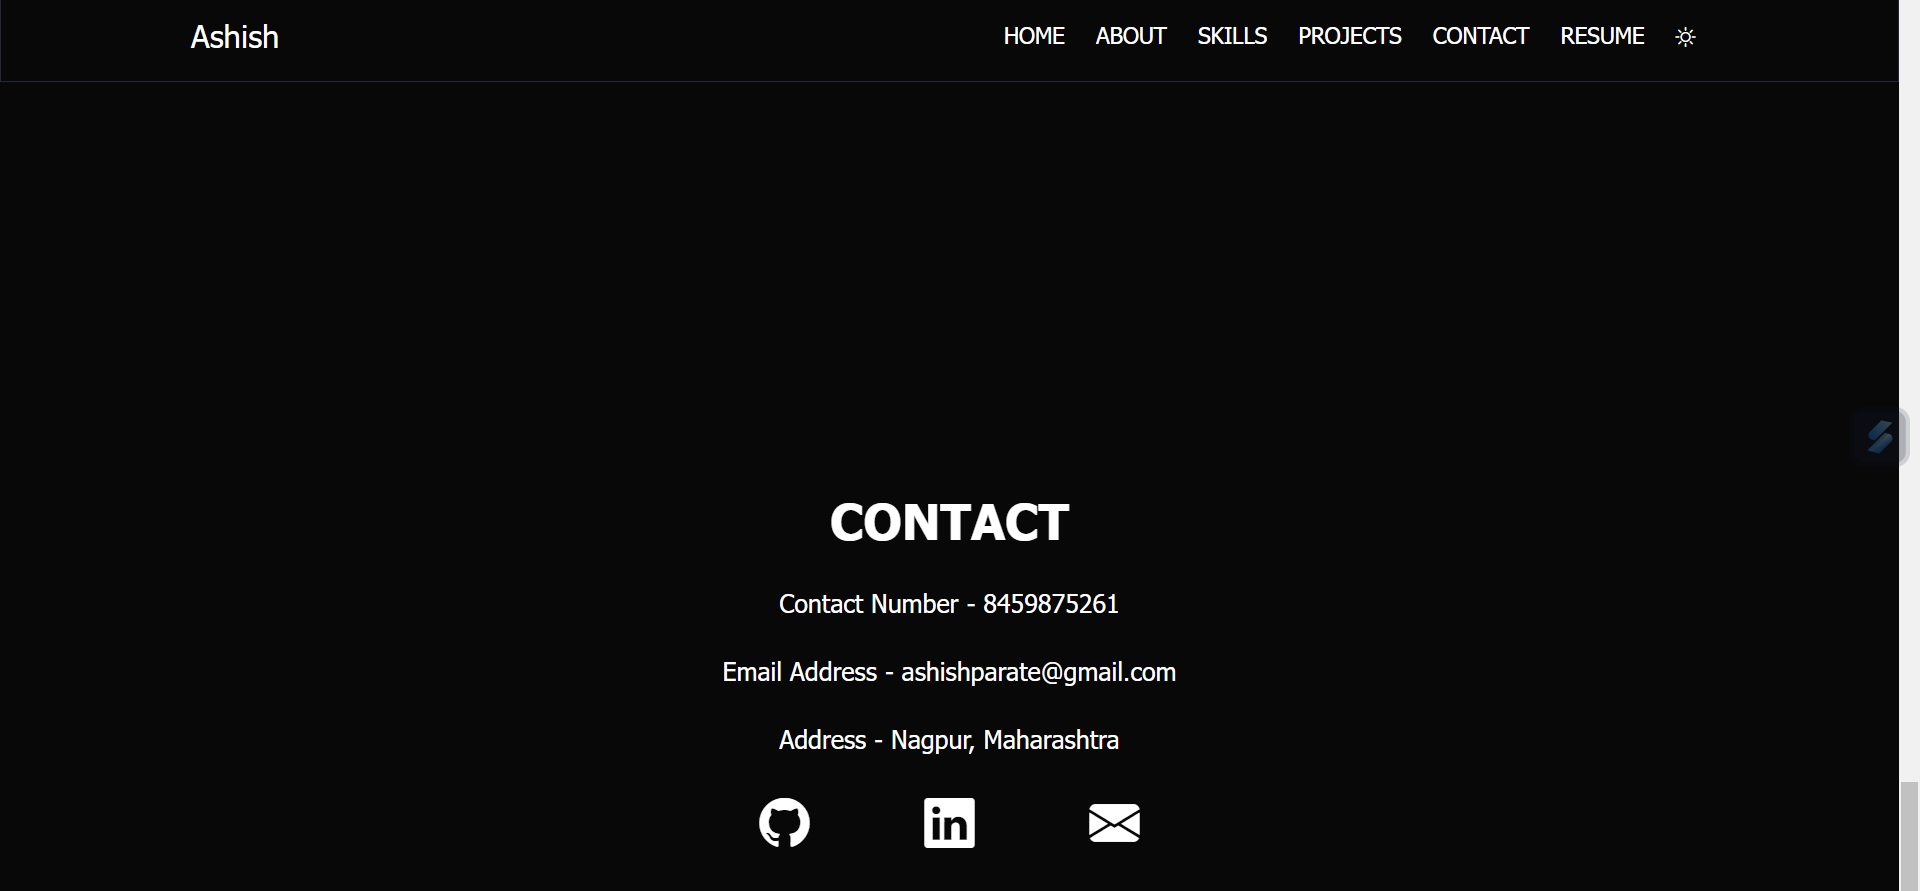 Ashish HOME ABOUT SKILLS PROJECTS CONTACT RESUME
CONTACT
Contact Number - 8459875261
Email Address - ashishparate@gmail.com
Address - Nagpur, Maharashtra
in